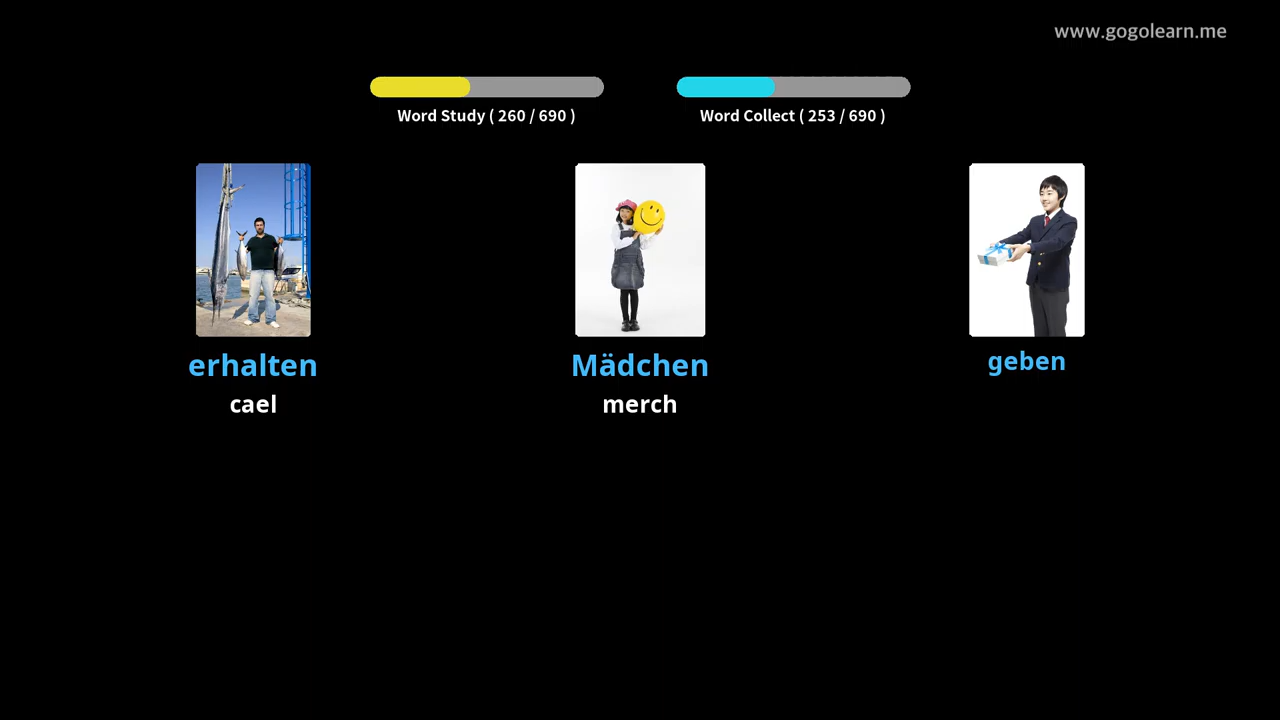 www.gogolearn.me
Word Study ( 260 / 690 )
Word Collect ( 253 / 690 )
erhalten
cael
Mädchen
merch
geben